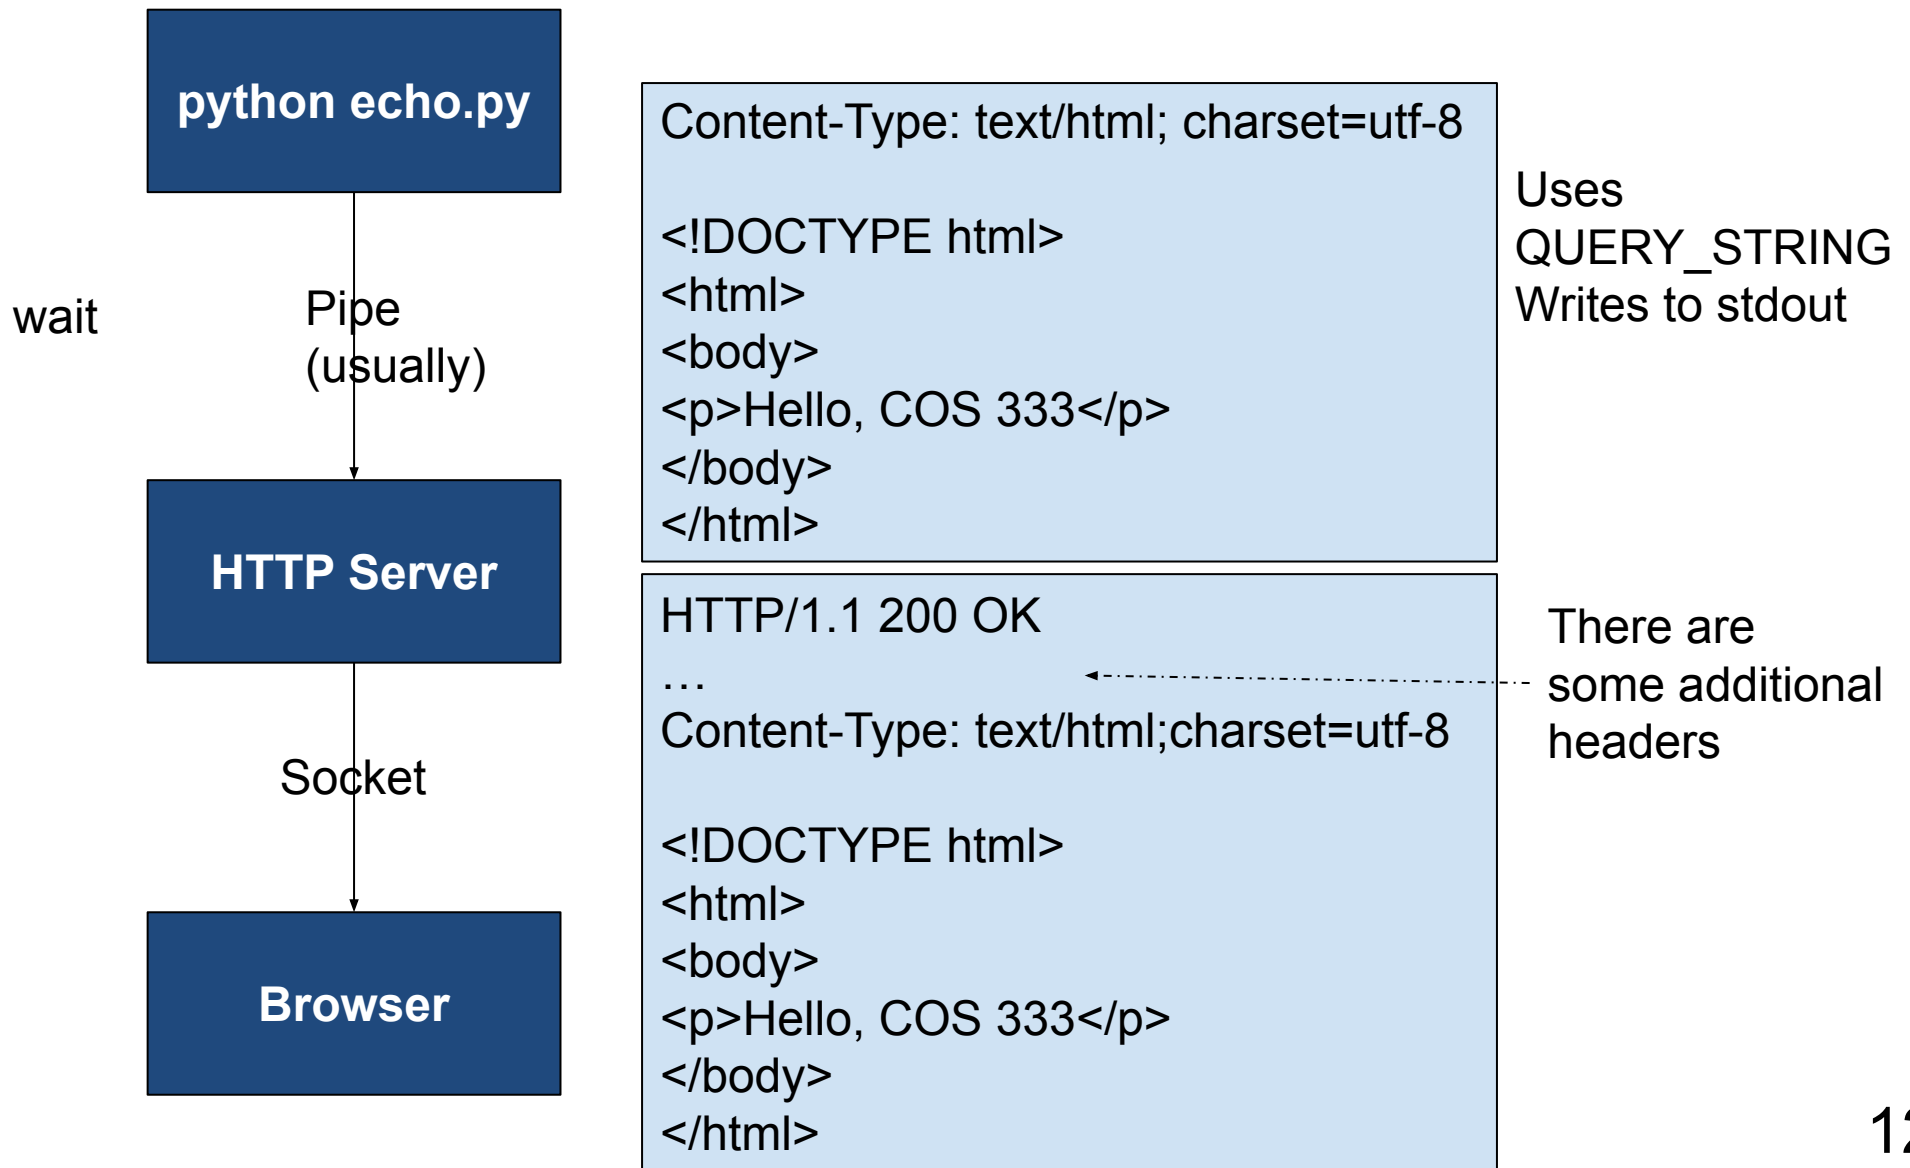 python echo.py
Content-Type: text/html; charset=utf-8
<!DOCTYPE html>
<html>
<body>
<p>Hello, COS 333</p>
</body>
</html>
Uses
QUERY_STRING
Writes to stdout
wait
Pipe
(usually)
HTTP Server
HTTP/1.1 200 OK
…
Content-Type: text/html;charset=utf-8
<!DOCTYPE html>
<html>
<body>
<p>Hello, COS 333</p>
</body>
</html>
There are
some additional
headers
Socket
Browser